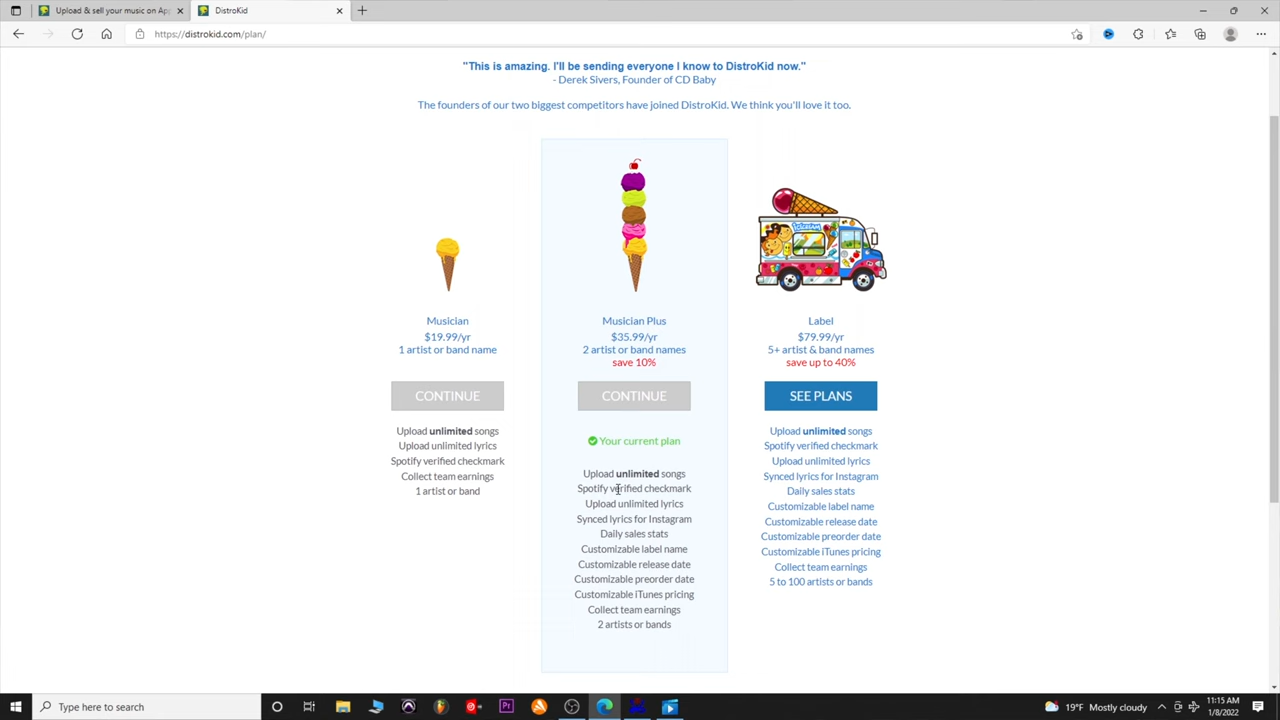 Upload & sell your music on App
DistroKid
https://distrokid.com/plan/
"This is amazing. I'll be sending everyone I know to DistroKid now."
- Derek Sivers, Founder of CD Baby
The founders of our two biggest competitors have joined DistroKid. We think you'll love it too.
Musician
$19.99/yr
1 artist or band name
CONTINUE
Upload unlimited songs
Upload unlimited lyrics
Spotify verified checkmark
Collect team earnings
1 artist or band
Musician Plus
$35.99/yr
2 artist or band names
save 10%
CONTINUE
Your current plan
Upload unlimited songs
Spotify verified checkmark
Upload unlimited lyrics
Synced lyrics for Instagram
Daily sales stats
Customizable label name
Customizable release date
Customizable preorder date
Customizable iTunes pricing
Collect team earnings
2 artists or bands
ICECREAM
Label
$79.99/yr
5+ artist & band names
save up to 40%
SEE PLANS
Upload unlimited songs
Spotify verified checkmark
Upload unlimited lyrics
Synced lyrics for Instagram
Daily sales stats
Customizable label name
Customizable release date
Customizable preorder date
Customizable iTunes pricing
Collect team earnings
5 to 100 artists or bands
Type here to search
Pr
19°F Mostly cloudy
11:15 AM
1/8/2022